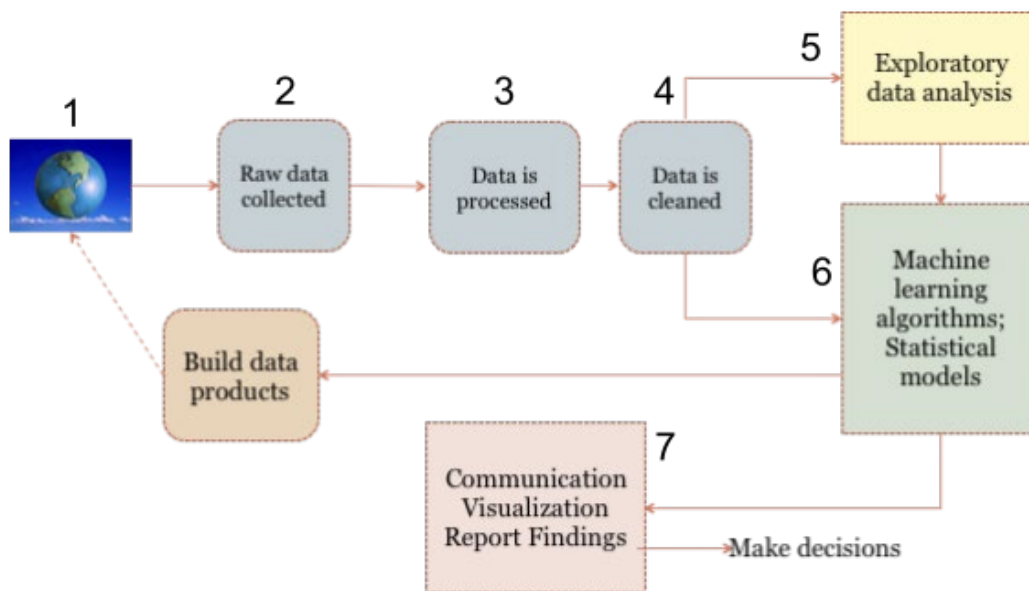 1
2
Raw data
collected
3
Data is
processed
4
Data is
cleaned
5
Exploratory
data analysis
6
Machine
learning
algorithms;
Statistical
models
Build data
products
7
Communication
Visualization
Report Findings
Make decisions